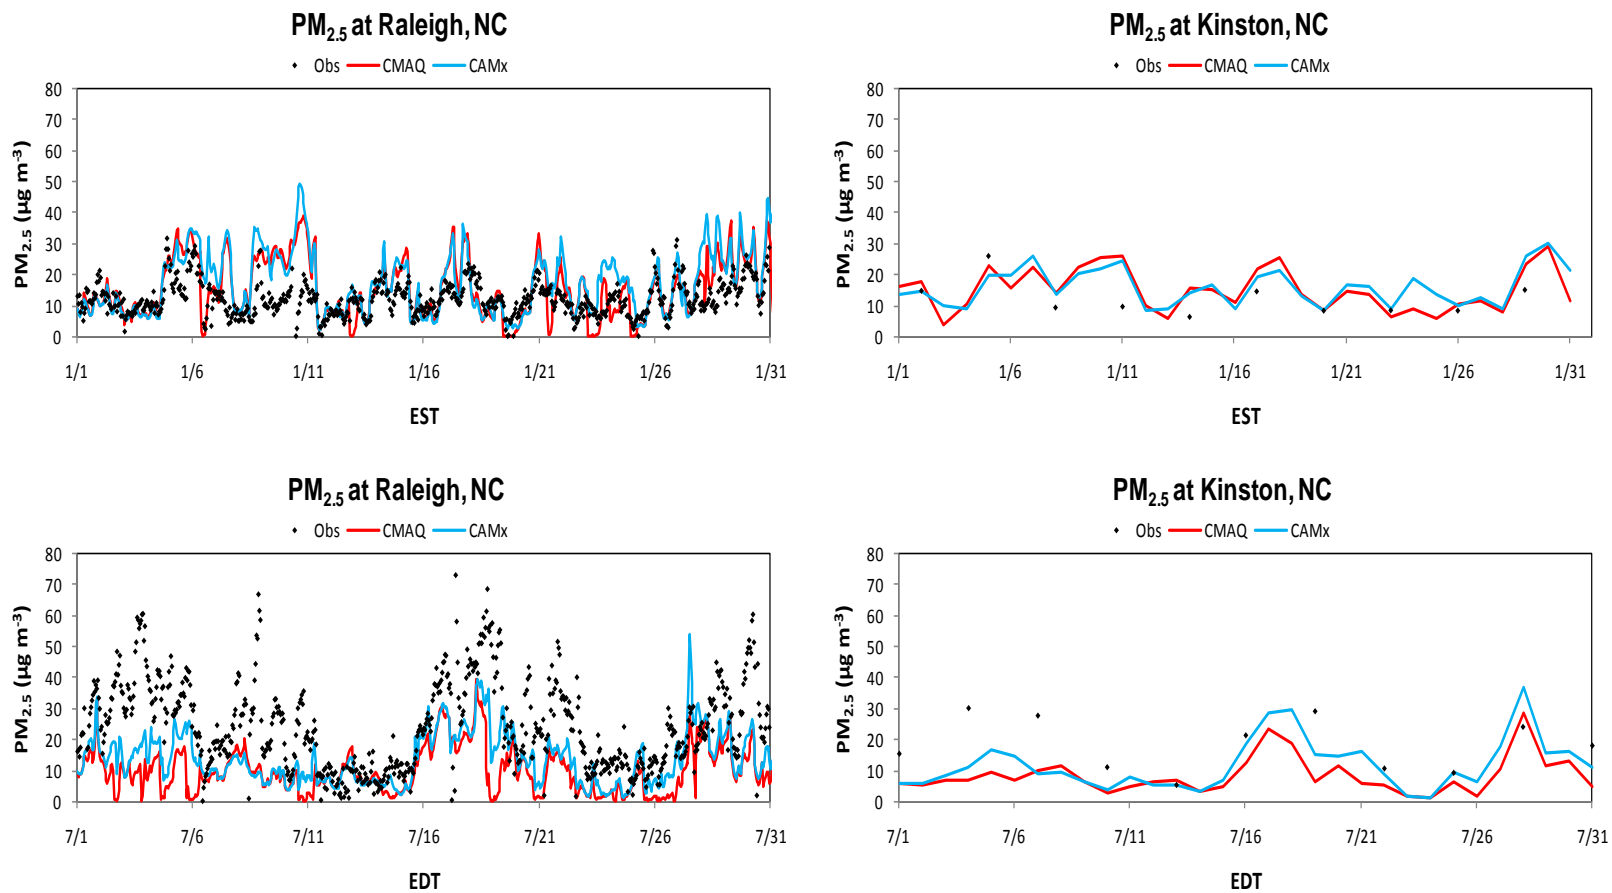 PM2.5 at Raleigh, NC
Obs CMAQ CAMx
PM2.5 (µg m-3)
80
70
60
50
40
30
20
10
0
1/1 1/6 1/11 1/16 1/21 1/26 1/31
EST
PM2.5 at Kinston, NC
Obs CMAQ CAMx
PM2.5 (µg m-3)
80
70
60
50
40
30
20
10
0
1/1 1/6 1/11 1/16 1/21 1/26 1/31
EST
PM2.5 at Raleigh, NC
Obs CMAQ CAMx
PM2.5 (µg m-3)
80
70
60
50
40
30
20
10
0
7/1 7/6 7/11 7/16 7/21 7/26 7/31
EDT
PM2.5 at Kinston, NC
Obs CMAQ CAMx
PM2.5 (µg m-3)
80
70
60
50
40
30
20
10
0
7/1 7/6 7/11 7/16 7/21 7/26 7/31
EDT